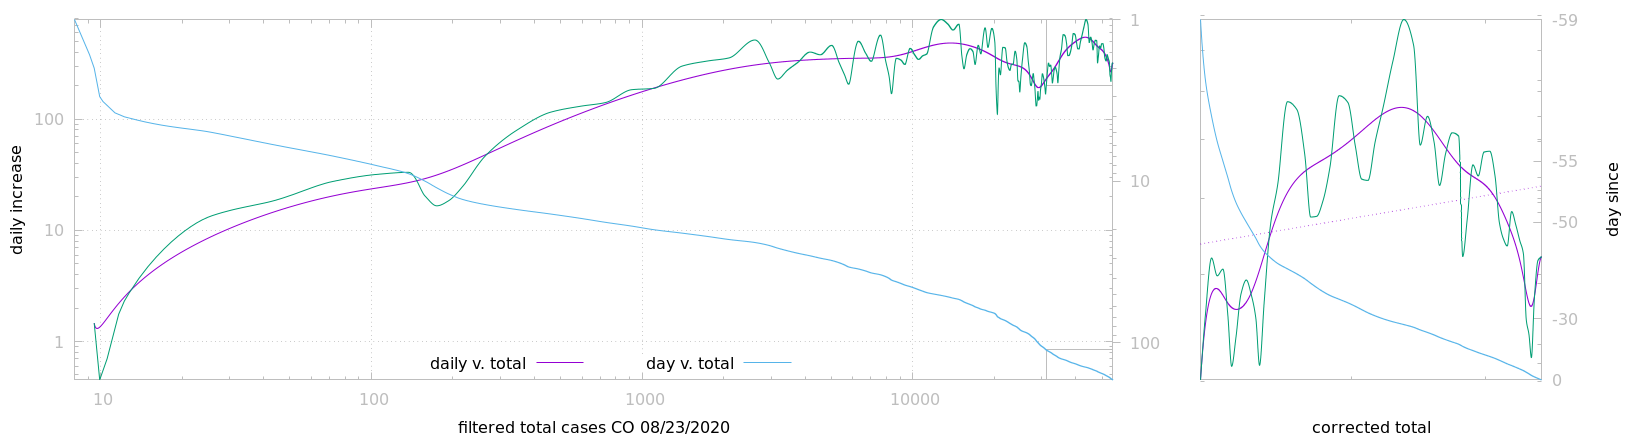 daily increase
100
10
1
10
100
1000
10000
1
10
100
daily v. total
day v. total
filtered total cases CO 08/23/2020
-59
-55
-50
-30
0
day since
corrected total